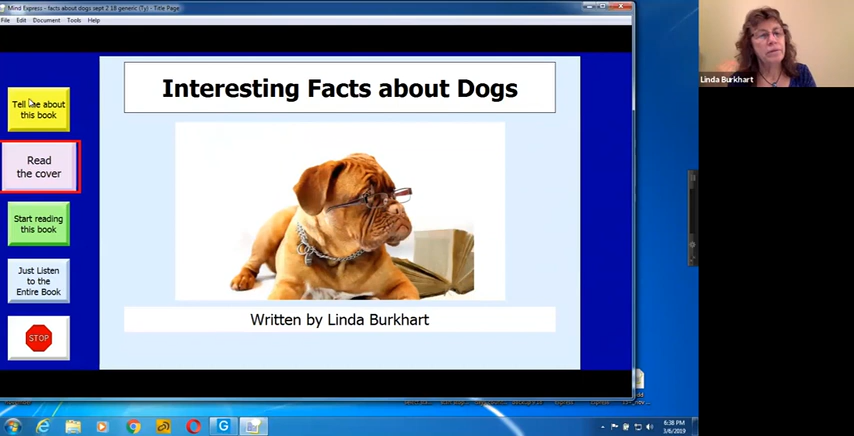 Mind Express - facts about dogs sept 2 18 generic (Ty) - Title Page
File Edit Document Tools Help
Interesting Facts about Dogs
Tell me about
this book
Read
the cover
Start reading
this book
Just Listen
to the
Entire Book
STOP
Written by Linda Burkhart
Linda Burkhart
6:38 PM
3/6/2019